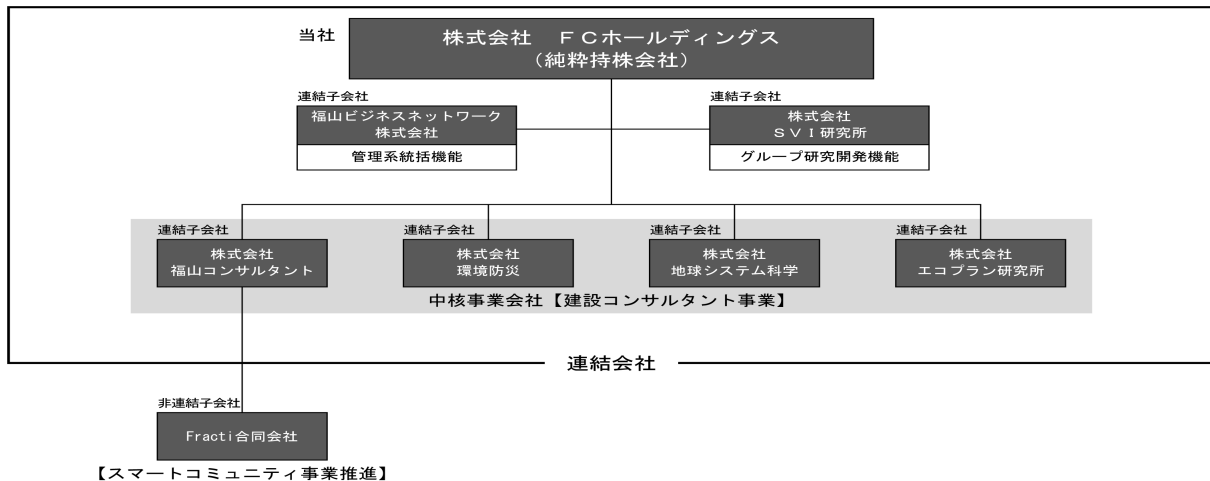 当社
株式会社 FCホールディングス
(純粋持株会社)
連結子会社
福山ビジネスネットワーク
株式会社
管理系統括機能
連結子会社
株式会社
SVI研究所
グループ研究開発機能
連結子会社
株式会社
福山コンサルタント
連結子会社
株式会社
環境防災
連結子会社
株式会社
地球システム科学
連結子会社
株式会社
エコプラン研究所
中核事業会社【建設コンサルタント事業】
連結会社
非連結子会社
Fracti合同会社
【スマートコミュニティ事業推進】